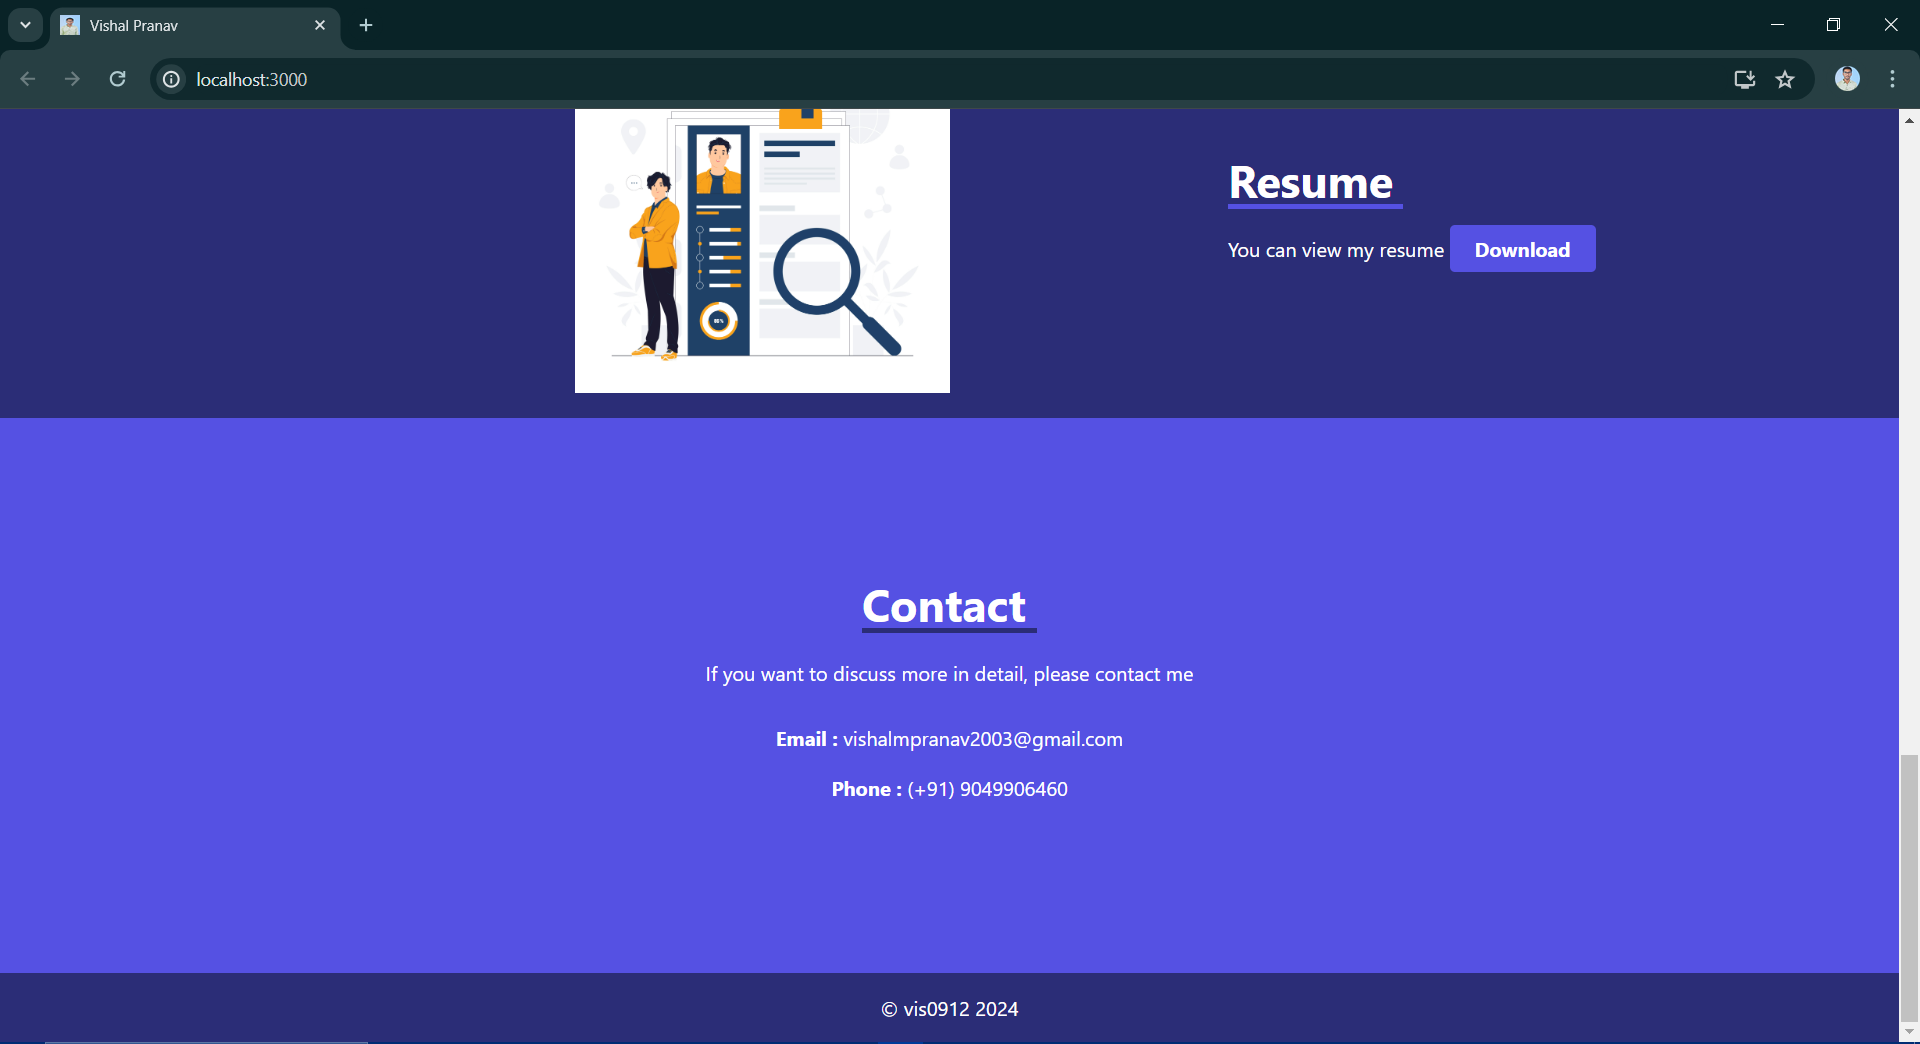 Vishal Pranav
localhost:3000
Resume
You can view my resume Download
Contact
If you want to discuss more in detail, please contact me
Email : vishalmpranav2003@gmail.com
Phone : (+91) 9049906460
© vis0912 2024